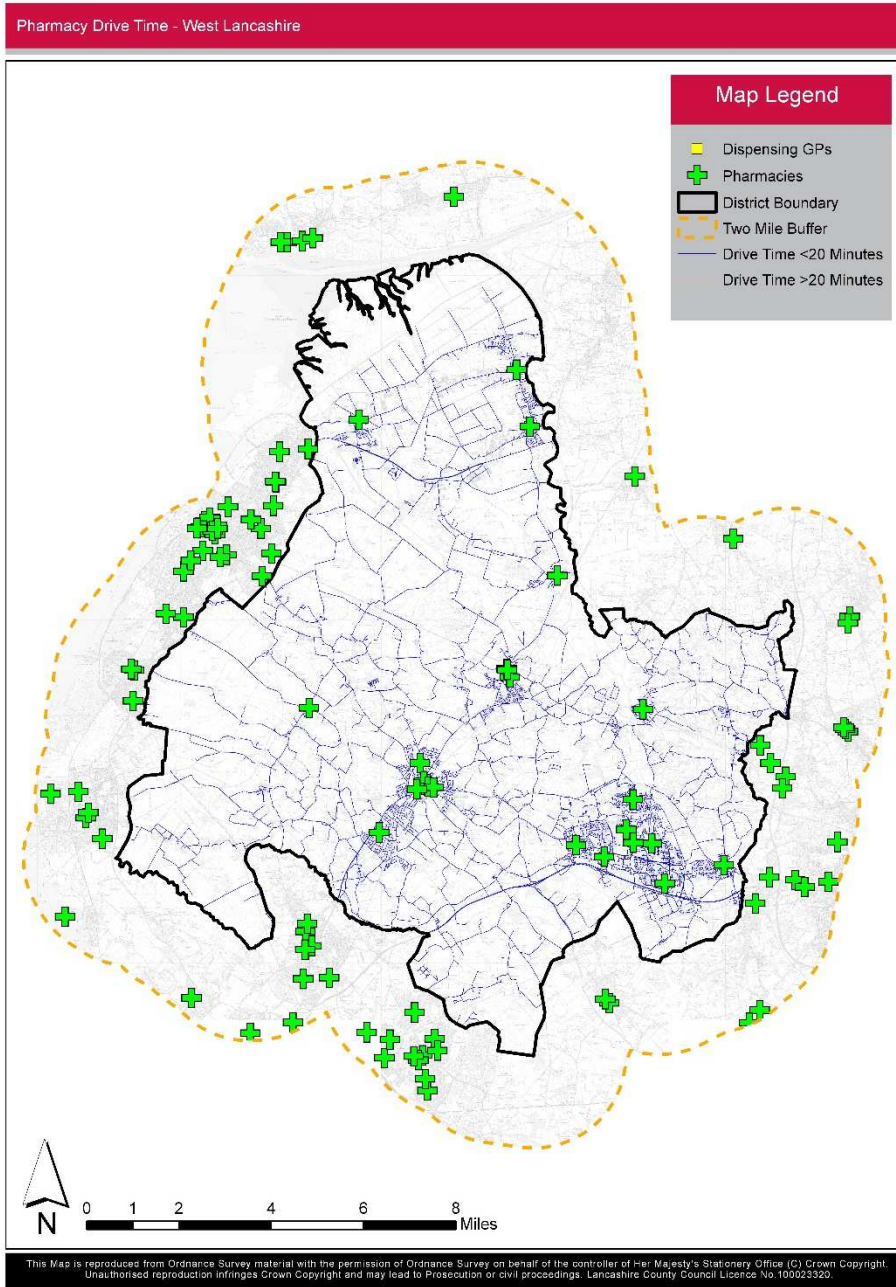 Pharmacy Drive Time - West Lancashire
Map Legend
Dispensing GPs
Pharmacies
District Boundary
Two Mile Buffer
Drive Time <20 Minutes
Drive Time >20 Minutes
N
0 1 2 4 6 8
Miles
This Map is reproduced from Ordnance Survey material with the permission of Ordnance Survey on behalf of the controller of Her Majesty's Stationery Office (C) Crown Copyright.
Unauthorised reproduction infringes Crown Copyright and may lead to Prosecution or civil proceedings. Lancashire County Council Licence No.100023320.